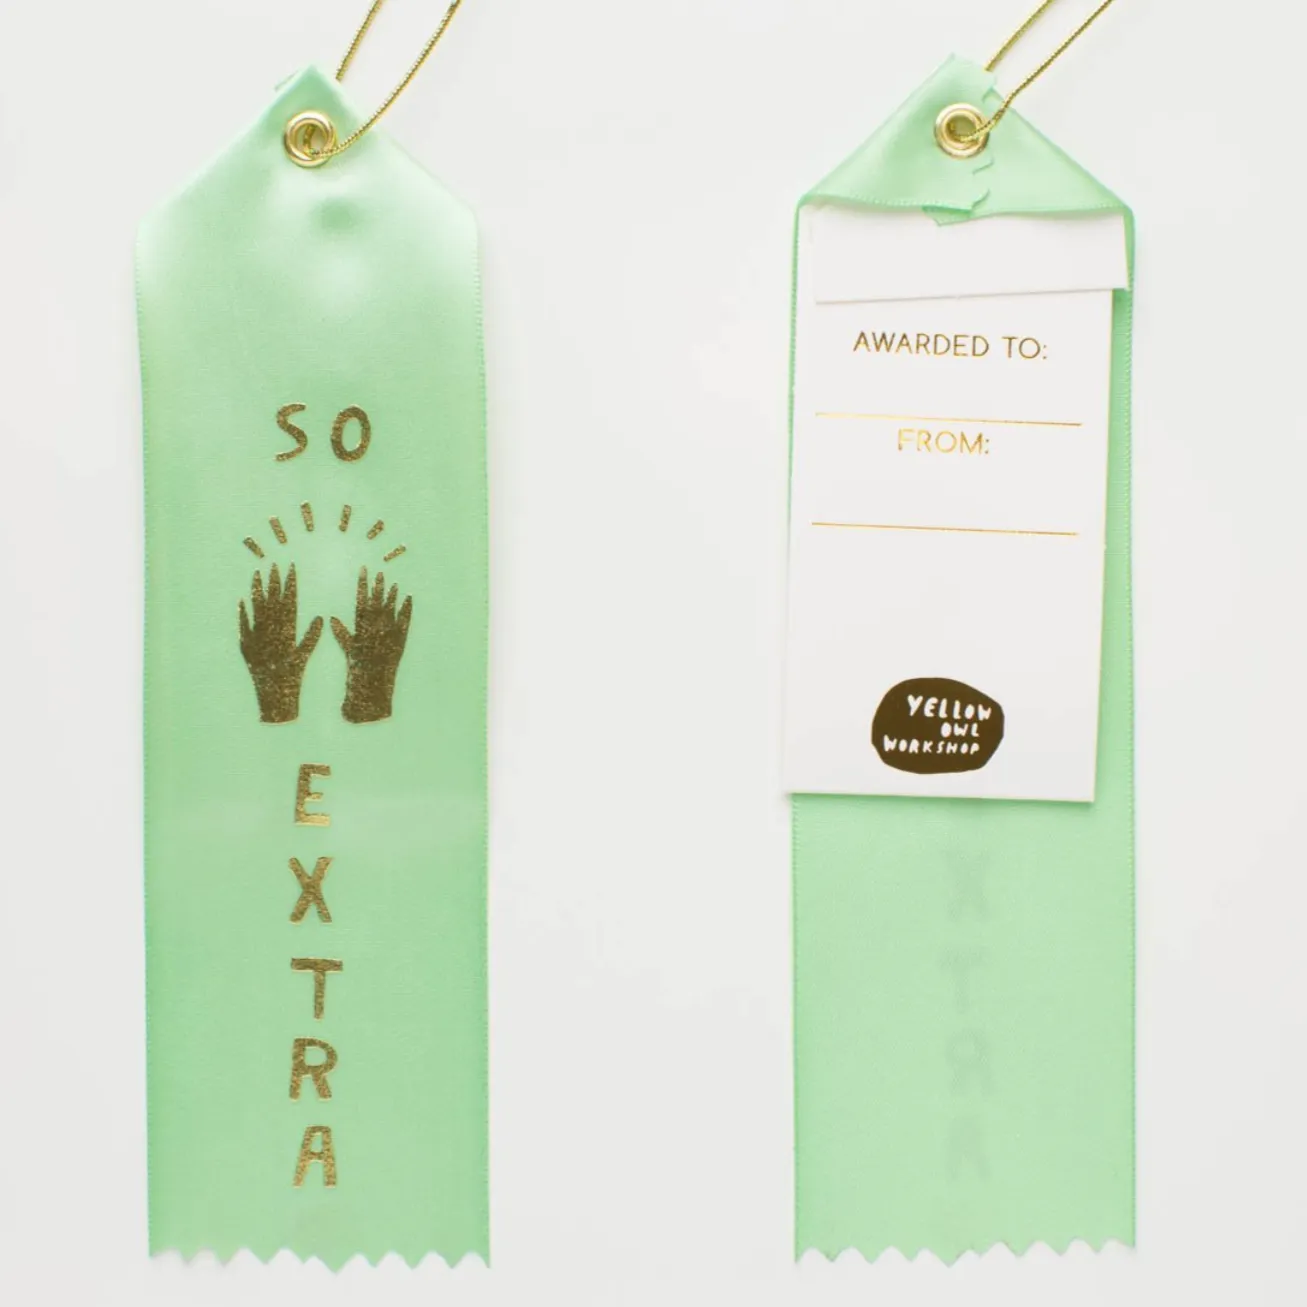 SO
E
X
T
R
A
AWARDED TO:
FROM:
YELLOW
OWL
WORKSHOP